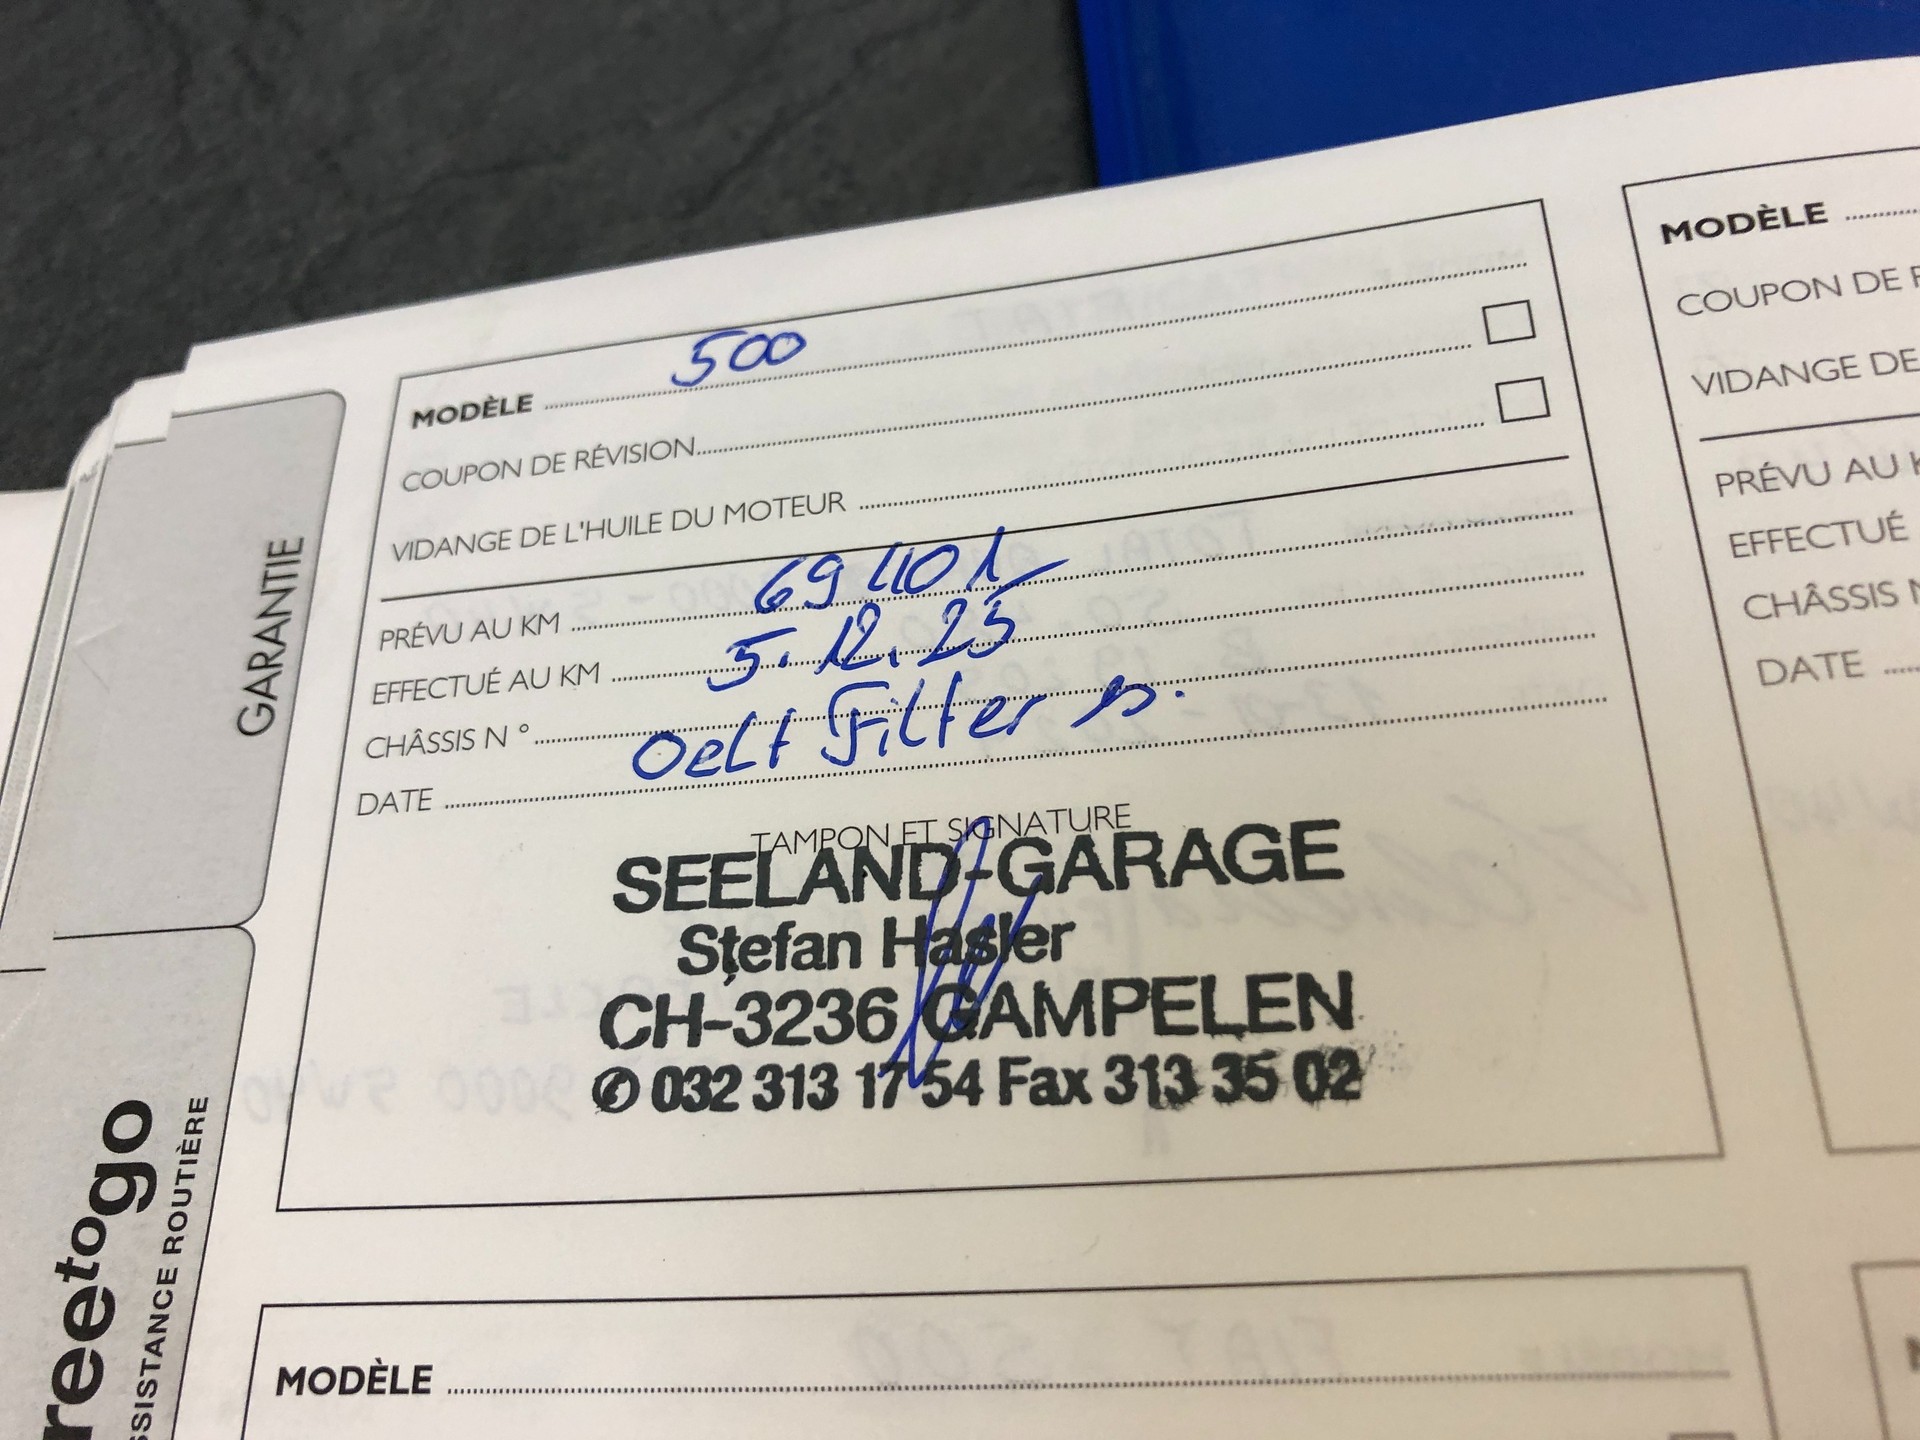 MODÈLE 500
COUPON DE RÉVISION
VIDANGE DE L'HUILE DU MOTEUR
PRÉVU AU KM 69401
EFFECTUÉ AU KM 5.12.25
CHÂSSIS N°
DATE Oel+ Filter
TAMPON ET SIGNATURE
SEELAND-GARAGE
Stefan Hasler
CH-3236 GAMPELEN
✆ 032 313 17 54 Fax 313 35 02
MODÈLE
MODÈLE
COUPON DE
VIDANGE DE
PRÉVU AU
EFFECTUÉ
CHÂSSIS
DATE
GARANTIE
reetogo
SSISTANCE ROUTIÈRE